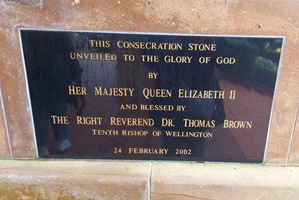 THIS CONSECRATION STONE
UNVEILED TO THE GLORY OF GOD
BY
HER MAJESTY QUEEN ELIZABETH II
AND BLESSED BY
THE RIGHT REVEREND DR. THOMAS BROWN
TENTH BISHOP OF WELLINGTON
24 FEBRUARY 2002